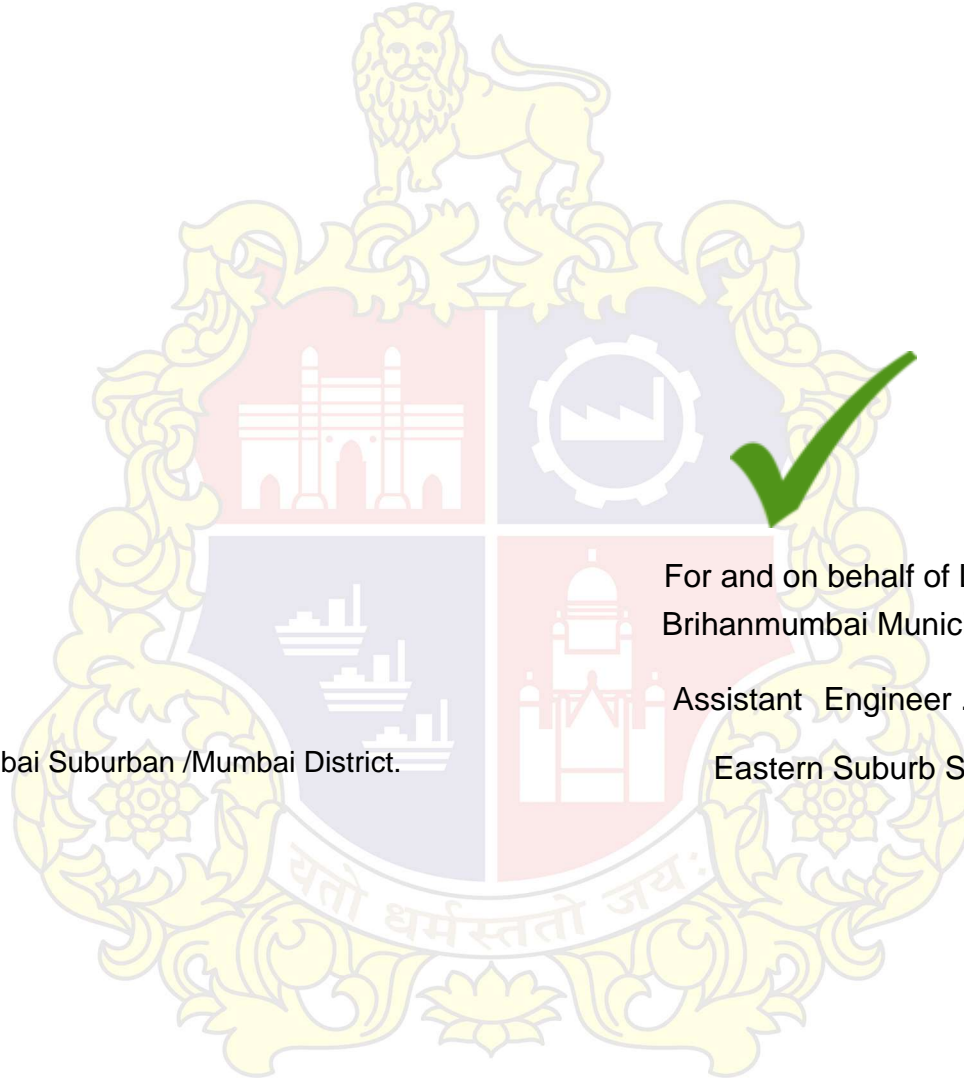 For and on behalf of
Brihanmumbai Munic
Assistant Engineer .
bai Suburban /Mumbai District.
Eastern Suburb S
यतो धर्मस्ततो जय: